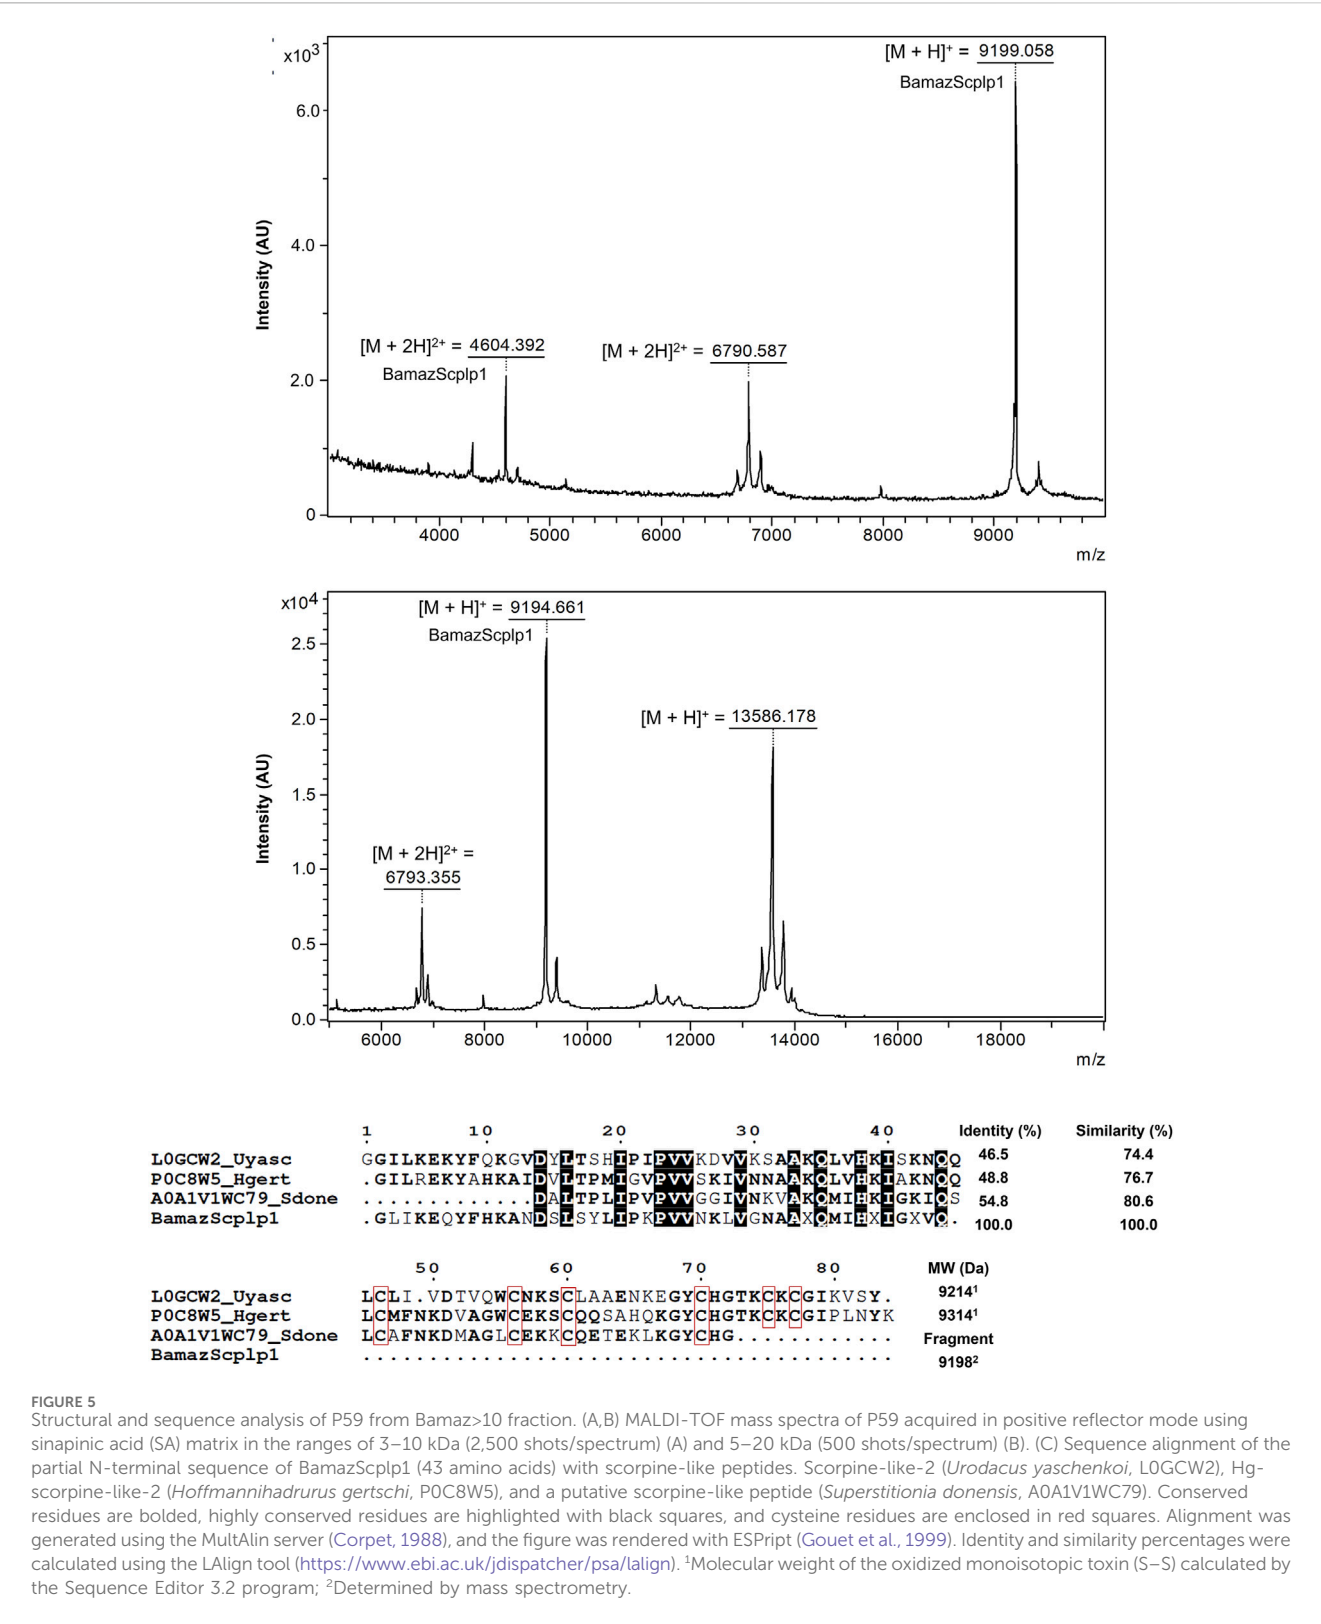 x10³
[M + H]⁺ = 9199.058
BamazScplp1
6.0
4.0
2.0
0
Intensity (AU)
[M + 2H]²⁺ = 4604.392
BamazScplp1
[M + 2H]²⁺ = 6790.587
4000 5000 6000 7000 8000 9000
m/z
x10⁴
[M + H]⁺ = 9194.661
BamazScplp1
2.5
2.0
1.5
1.0
0.5
0.0
Intensity (AU)
[M + H]⁺ = 13586.178
[M + 2H]²⁺ =
6793.355
6000 8000 10000 12000 14000 16000 18000
m/z
1 10 20 30 40 Identity (%) Similarity (%)
L0GCW2_Uyasc GGILKEKYFQKGVDYLTSHIPIPVVKDVVKSAAKQLVHKISKNQQ 46.5 74.4
P0C8W5_Hgert .GILREKYAHKAIDVLTPMIGVPVVSKIVNNAAKQLVHKIAKNQQ 48.8 76.7
A0A1V1WC79_Sdone .............DALTPLIPVPVVGGIVNKVAKQMIHKIGKIQS 54.8 80.6
BamazScplp1 .GLIKEQYFHKANDSLSYLIPKPVVNKLVGNAAXQMIHXIGXVQ. 100.0 100.0
50 60 70 80 MW (Da)
L0GCW2_Uyasc LCLI.VDTVQWCNKSCLAAENKEGYCHGTKCKCGIKVSY. 9214¹
P0C8W5_Hgert LCMFNKDVAGWCEKSCQQSAHQKGYCHGTKCKCGIPLNYK 9314¹
A0A1V1WC79_Sdone LCAFNKDMAGLCEKKCQETEKLKGYCHG............ Fragment
BamazScplp1 ........................................ 9198²
FIGURE 5
Structural and sequence analysis of P59 from Bamaz>10 fraction. (A,B) MALDI-TOF mass spectra of P59 acquired in positive reflector mode using
sinapinic acid (SA) matrix in the ranges of 3–10 kDa (2,500 shots/spectrum) (A) and 5–20 kDa (500 shots/spectrum) (B). (C) Sequence alignment of the
partial N-terminal sequence of BamazScplp1 (43 amino acids) with scorpine-like peptides. Scorpine-like-2 (Urodacus yaschenkoi, L0GCW2), Hg-
scorpine-like-2 (Hoffmannihadrurus gertschi, P0C8W5), and a putative scorpine-like peptide (Superstitionia donensis, A0A1V1WC79). Conserved
residues are bolded, highly conserved residues are highlighted with black squares, and cysteine residues are enclosed in red squares. Alignment was
generated using the MultAlin server (Corpet, 1988), and the figure was rendered with ESPript (Gouet et al., 1999). Identity and similarity percentages were
calculated using the LAlign tool (https://www.ebi.ac.uk/jdispatcher/psa/lalign). ¹Molecular weight of the oxidized monoisotopic toxin (S–S) calculated by
the Sequence Editor 3.2 program; ²Determined by mass spectrometry.